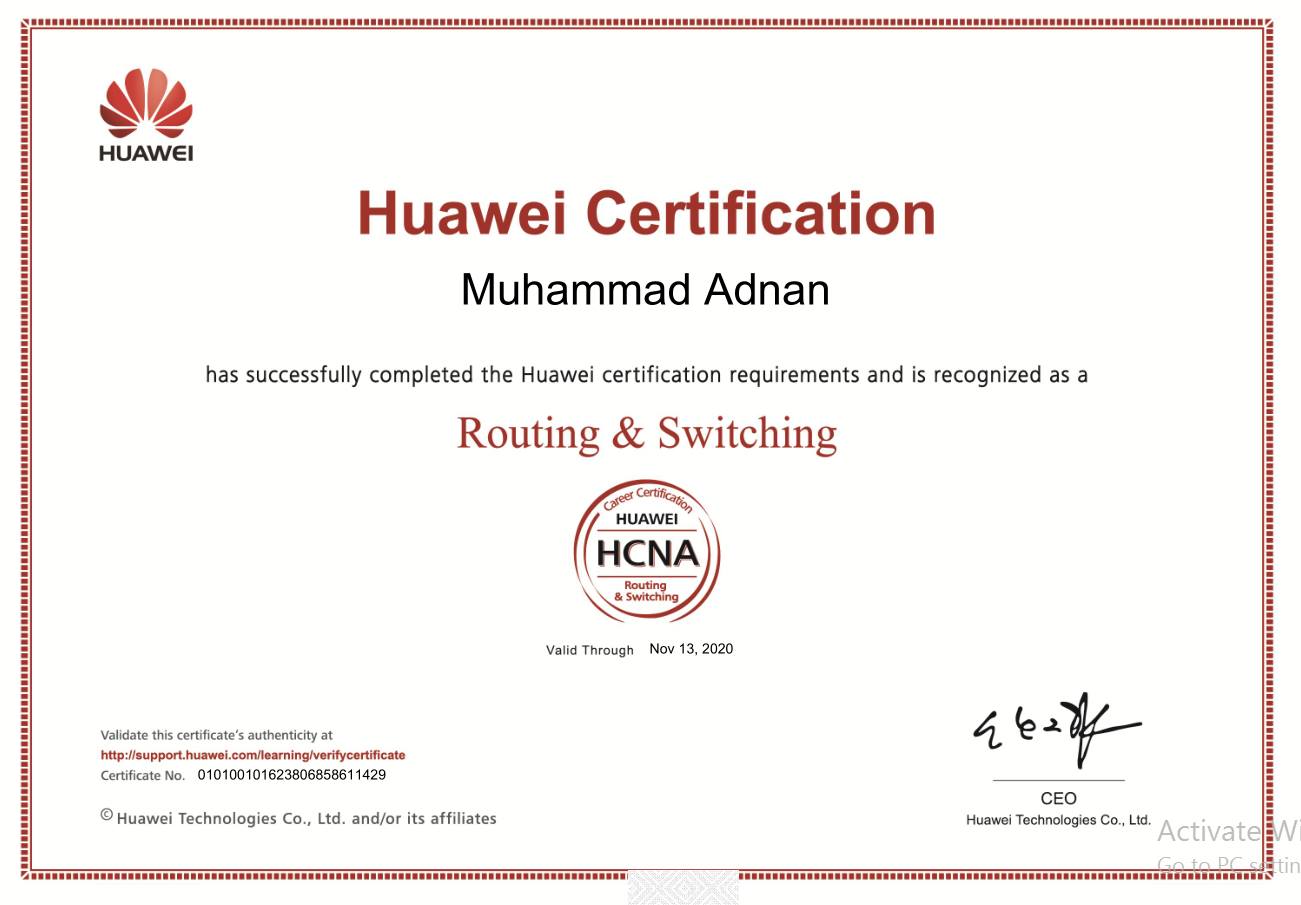 HUAWEI
Huawei Certification
Muhammad Adnan
has successfully completed the Huawei certification requirements and is recognized as a
Routing & Switching
Career Certification
HUAWEI
HCNA
Routing
& Switching
Valid Through Nov 13, 2020
Validate this certificate's authenticity at
http://support.huawei.com/learning/verifycertificate
Certificate No. 010100101623806858611429
© Huawei Technologies Co., Ltd. and/or its affiliates
CEO
Huawei Technologies Co., Ltd.
Activate Wi
Go to PC settin